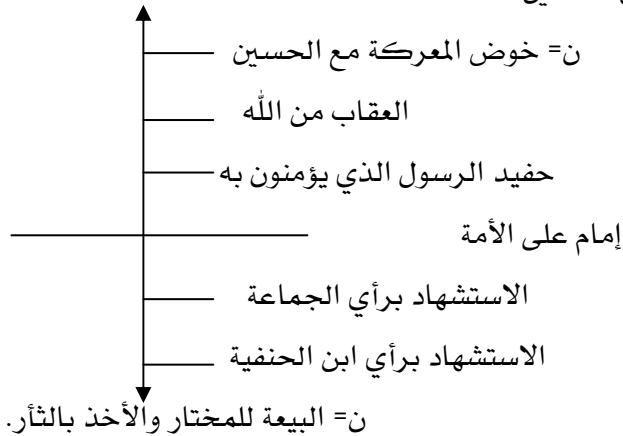 ن= خوض المعركة مع الحسين
العقاب من الله
حفيد الرسول الذي يؤمنون به
إمام على الأمة
الاستشهاد برأي الجماعة
الاستشهاد برأي ابن الحنفية
ن= البيعة للمختار والأخذ بالثأر.